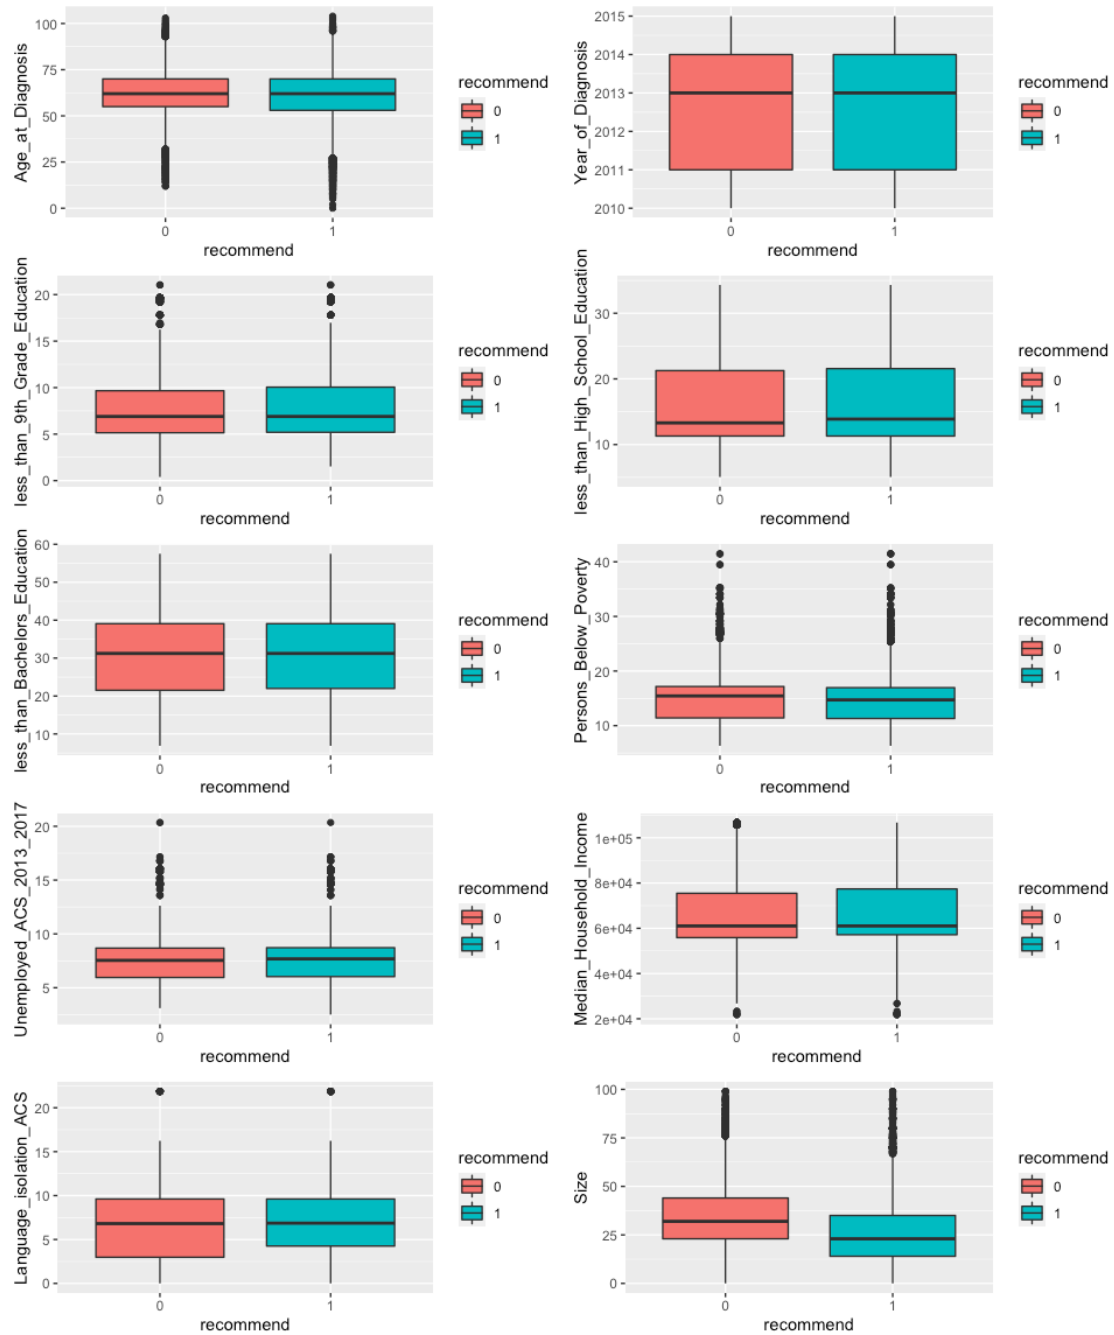 Age_at_Diagnosis
100
75
50
25
0
0
1
recommend
recommend
0
1
Year_of_Diagnosis
2015
2014
2013
2012
2011
2010
0
1
recommend
recommend
0
1
less_than_9th_Grade_Education
20
15
10
5
0
0
1
recommend
recommend
0
1
less_than_High_School_Education
30
20
10
0
1
recommend
recommend
0
1
less_than_Bachelors_Education
60
50
40
30
20
10
0
1
recommend
recommend
0
1
Persons_Below_Poverty
40
30
20
10
0
1
recommend
recommend
0
1
Unemployed_ACS_2013_2017
20
15
10
5
0
1
recommend
recommend
0
1
Median_Household_Income
1e+05
8e+04
6e+04
4e+04
2e+04
0
1
recommend
recommend
0
1
Language_isolation_ACS
20
15
10
5
0
0
1
recommend
recommend
0
1
Size
100
75
50
25
0
0
1
recommend
recommend
0
1